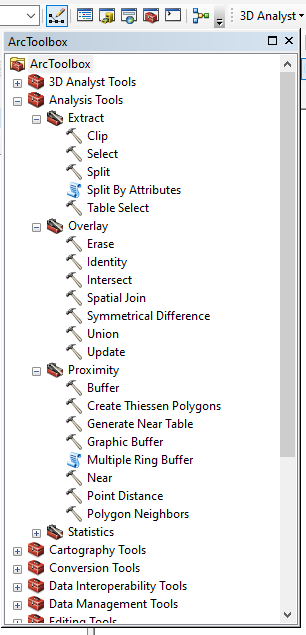 3D Analyst
ArcToolbox
ArcToolbox
3D Analyst Tools
Analysis Tools
Extract
Clip
Select
Split
Split By Attributes
Table Select
Overlay
Erase
Identity
Intersect
Spatial Join
Symmetrical Difference
Union
Update
Proximity
Buffer
Create Thiessen Polygons
Generate Near Table
Graphic Buffer
Multiple Ring Buffer
Near
Point Distance
Polygon Neighbors
Statistics
Cartography Tools
Conversion Tools
Data Interoperability Tools
Data Management Tools
Editing Tools